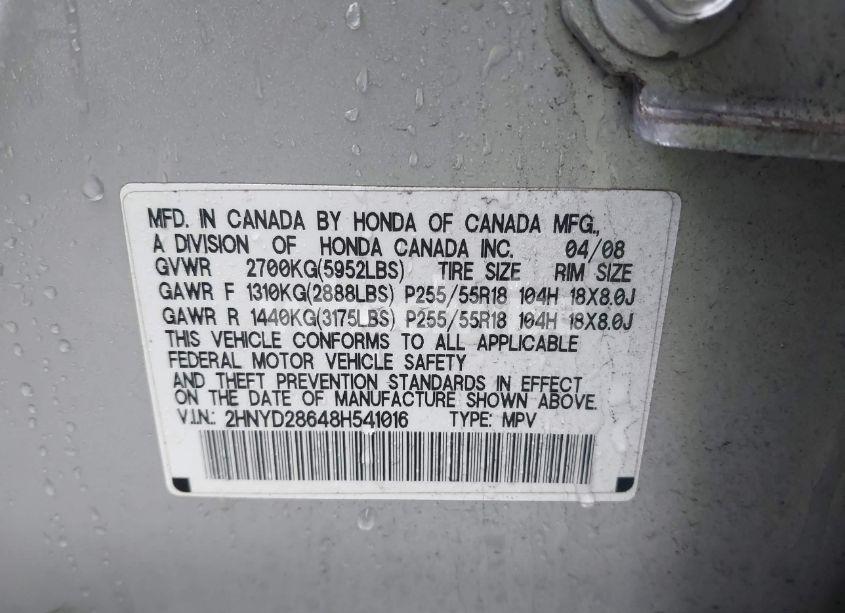 MFD. IN CANADA BY HONDA OF CANADA MFG.,
A DIVISION OF HONDA CANADA INC. 04/08
GVWR 2700KG(5952LBS) TIRE SIZE RIM SIZE
GAWR F 1310KG(2888LBS) P255/55R18 104H 18X8.0J
GAWR R 1440KG(3175LBS) P255/55R18 104H 18X8.0J
THIS VEHICLE CONFORMS TO ALL APPLICABLE
FEDERAL MOTOR VEHICLE SAFETY
AND THEFT PREVENTION STANDARDS IN EFFECT
ON THE DATE OF MANUFACTURE SHOWN ABOVE.
V.I.N.: 2HNYD28648H541016 TYPE: MPV